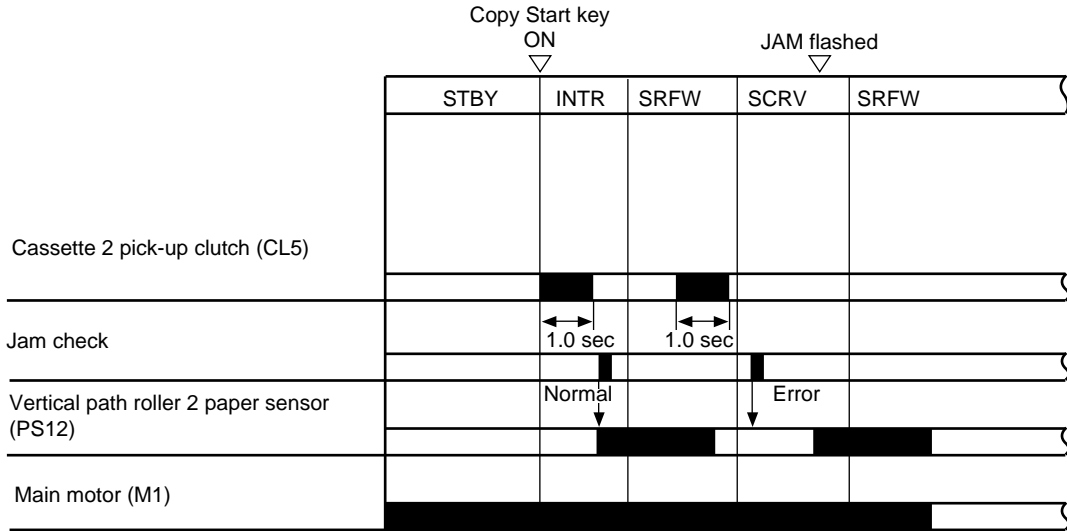 Copy Start key
ON
JAM flashed
STBY INTR SRFW SCRV SRFW
Cassette 2 pick-up clutch (CL5)
1.0 sec 1.0 sec
Jam check
Normal Error
Vertical path roller 2 paper sensor
(PS12)
Main motor (M1)